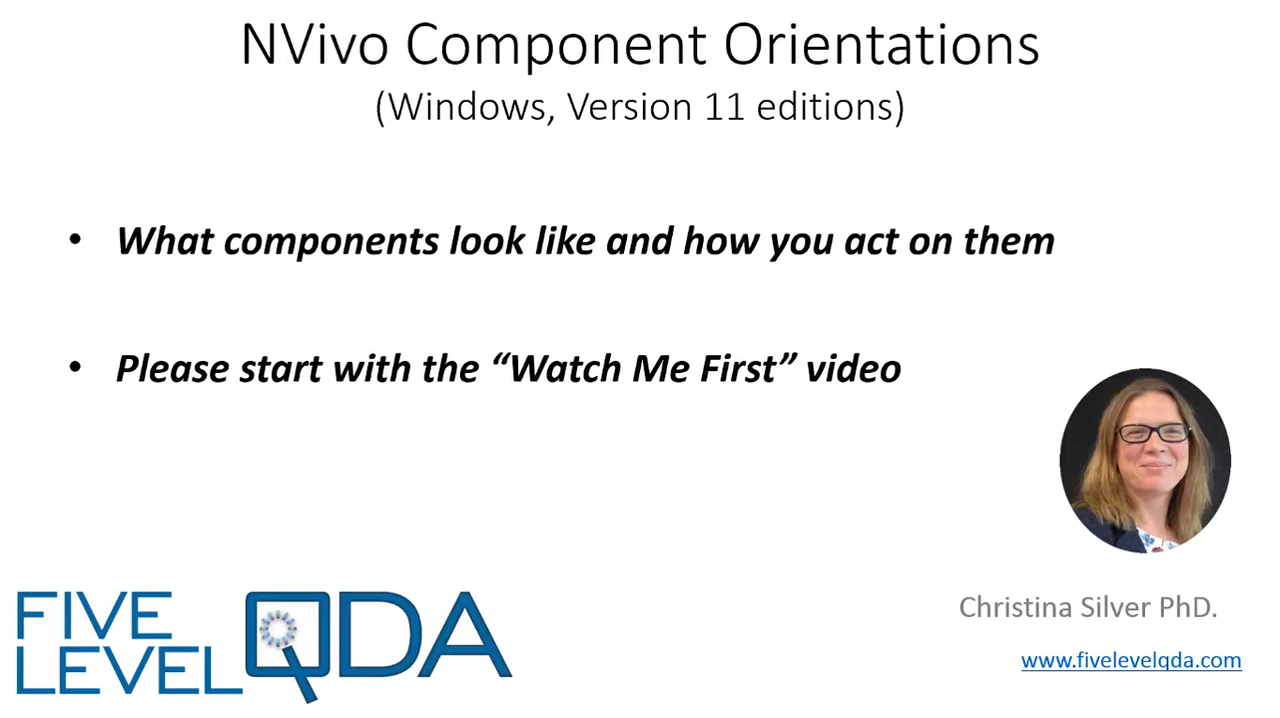 NVivo Component Orientations
(Windows, Version 11 editions)
• What components look like and how you act on them
• Please start with the “Watch Me First” video
FIVE
LEVEL
QDA
Christina Silver PhD.
www.fivelevelqda.com